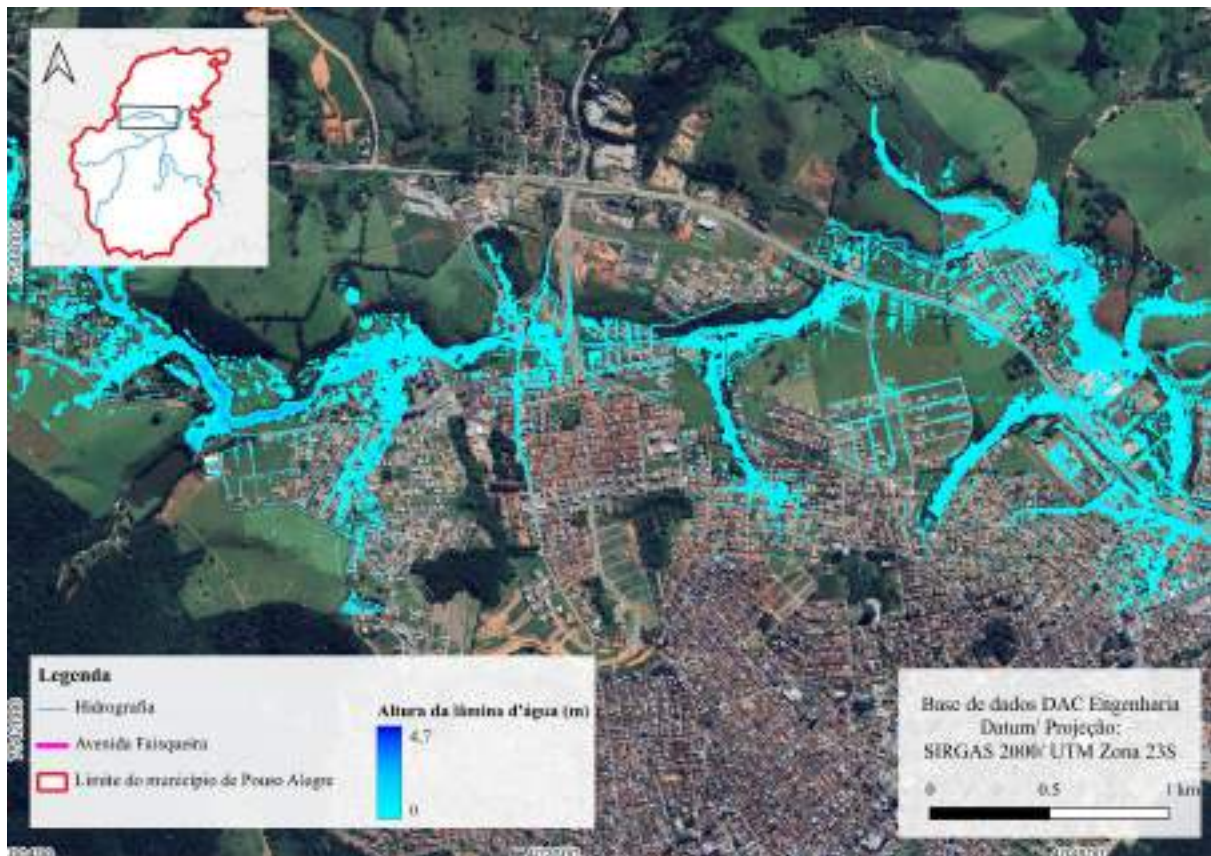 Legenda
Hidrografia
Avenida Faisqueira
Limite do município de Pouso Alegre
Altura da lâmina d'água (m)
4,7
0
Base de dados DAC Engenharia
Datum/ Projeção:
SIRGAS 2000/ UTM Zona 23S
0 0.5 1 km